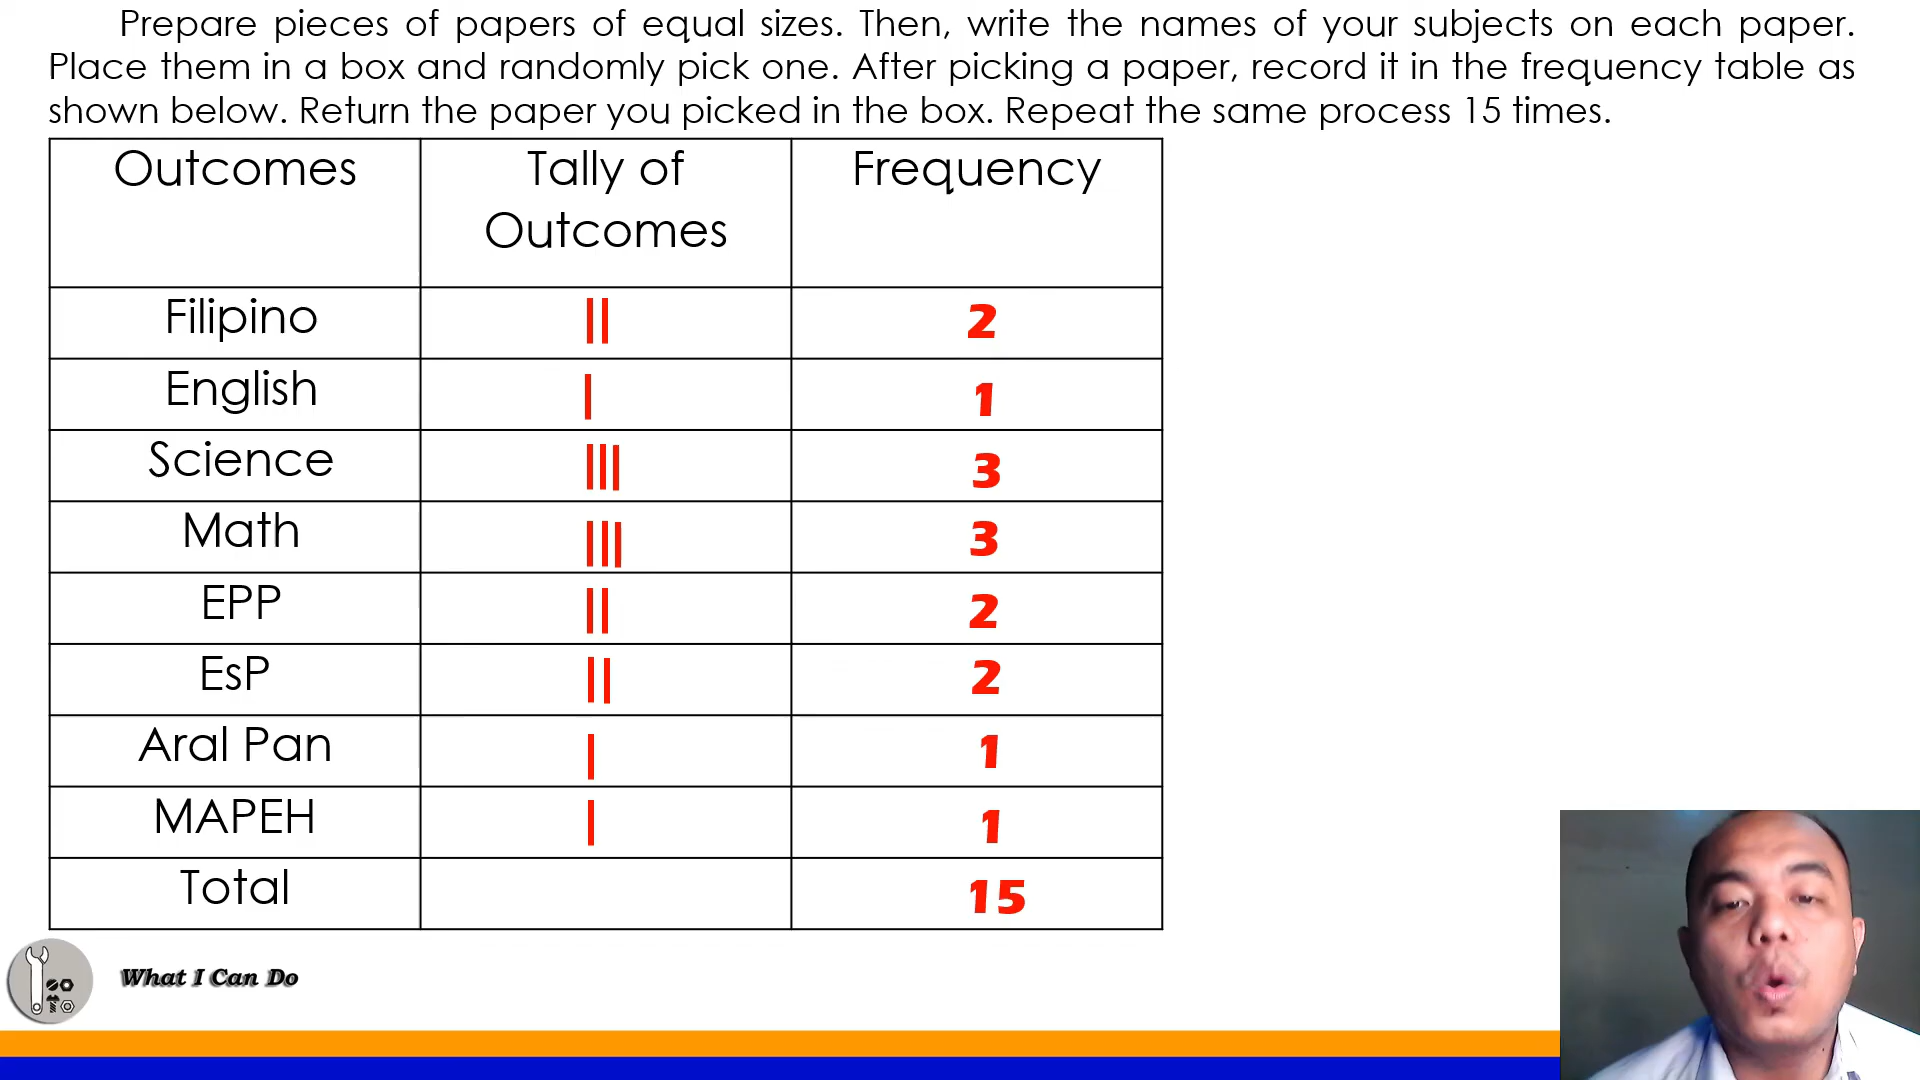 Prepare pieces of papers of equal sizes. Then, write the names of your subjects on each paper.
Place them in a box and randomly pick one. After picking a paper, record it in the frequency table as
shown below. Return the paper you picked in the box. Repeat the same process 15 times.
Outcomes Tally of Outcomes Frequency
Filipino || 2
English | 1
Science ||| 3
Math ||| 3
EPP || 2
EsP || 2
Aral Pan | 1
MAPEH | 1
Total 15
What I Can Do